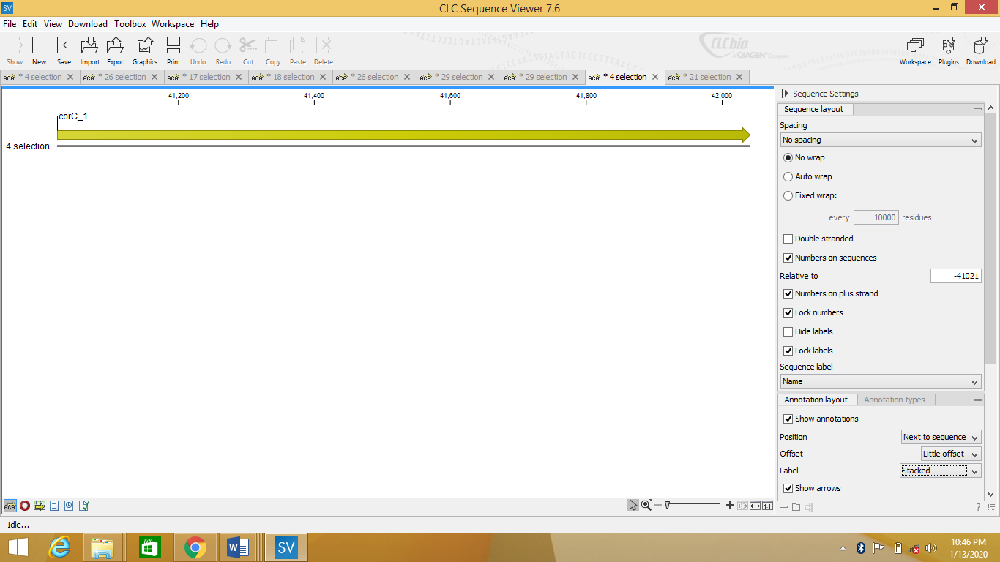 SV
CLC Sequence Viewer 7.6
File Edit View Download Toolbox Workspace Help
Show New Save Import Export Graphics Print Undo Redo Cut Copy Paste Delete
CLC bio
A QIAGEN Company
Workspace Plugins Download
* 4 selection * 26 selection * 17 selection * 18 selection * 26 selection * 29 selection * 29 selection * 4 selection * 21 selection
41,200 41,400 41,600 41,800 42,000
corC_1
4 selection
Sequence Settings
Sequence layout
Spacing
No spacing
No wrap
Auto wrap
Fixed wrap:
every 10000 residues
Double stranded
Numbers on sequences
Relative to -41021
Numbers on plus strand
Lock numbers
Hide labels
Lock labels
Sequence label
Name
Annotation layout Annotation types
Show annotations
Position Next to sequence
Offset Little offset
Label Stacked
Show arrows
1:1
?
Idle...
W SV
10:46 PM
1/13/2020